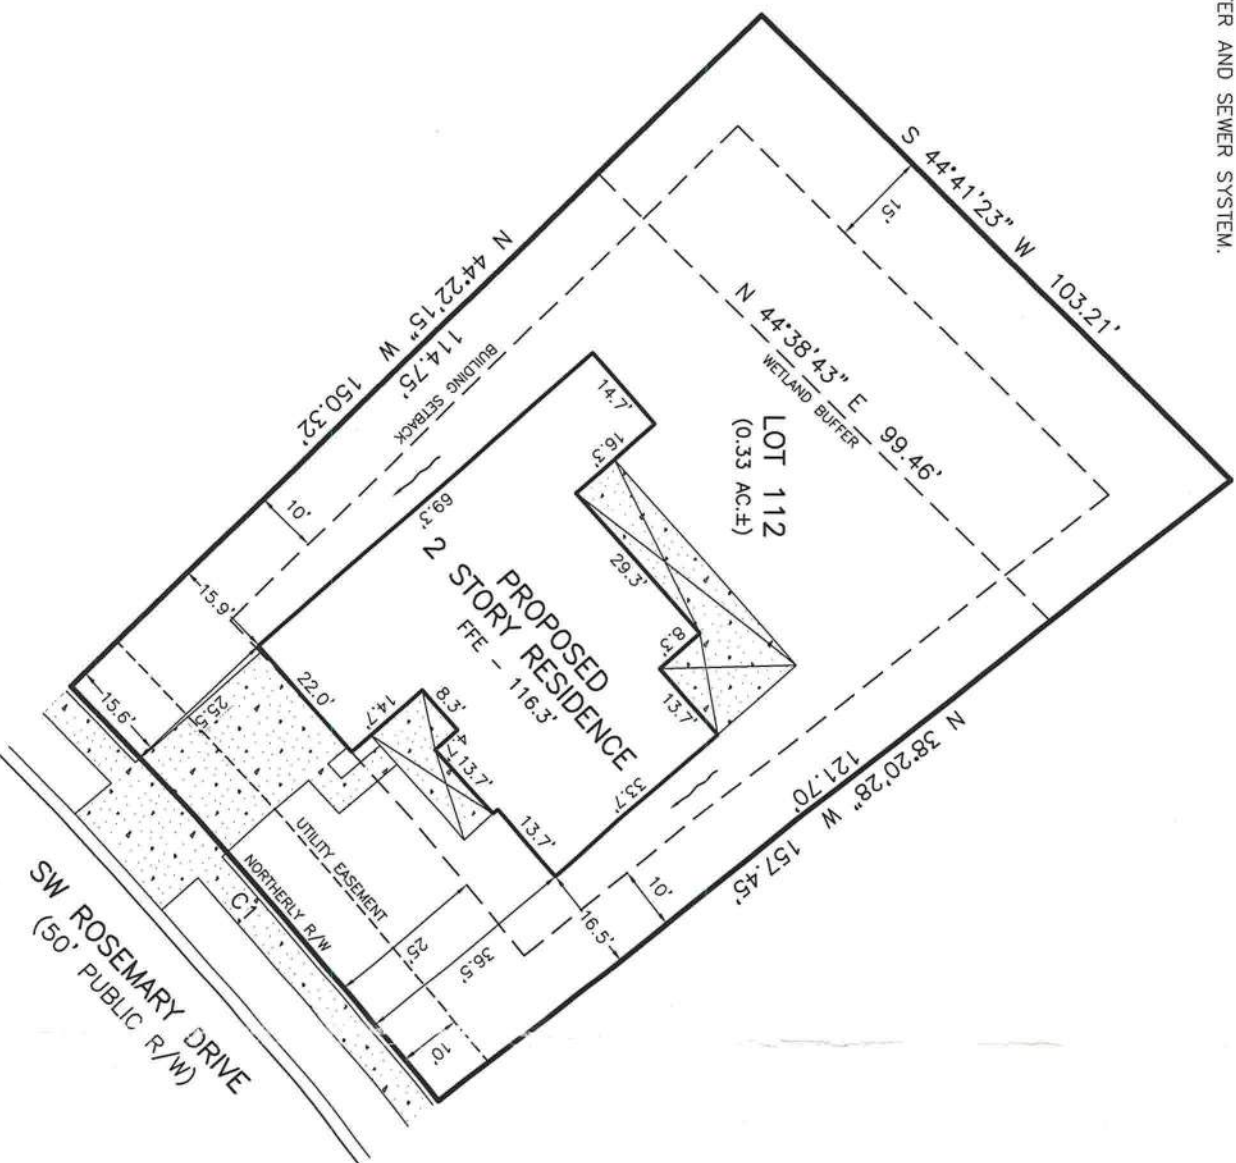 TER AND SEWER SYSTEM.
S 44°41'23" W 103.21'
15'
N 44°38'43" E 99.46'
WETLAND BUFFER
LOT 112
(0.33 AC.±)
N 44°22'15" W 150.32'
114.75'
BUILDING SETBACK
10'
14.7'
16.3'
69.3'
29.3'
8.3'
13.7'
PROPOSED
2 STORY RESIDENCE
FFE - 116.3'
33.7'
N 38°20'28" W 157.45'
121.70'
15.9'
22.0'
14.7'
8.3'
4.7'
13.7'
13.7'
10'
16.5'
15.6'
25.5'
UTILITY EASEMENT
NORTHERLY R/W
C1
25'
36.5'
10'
SW ROSEMARY DRIVE
(50' PUBLIC R/W)